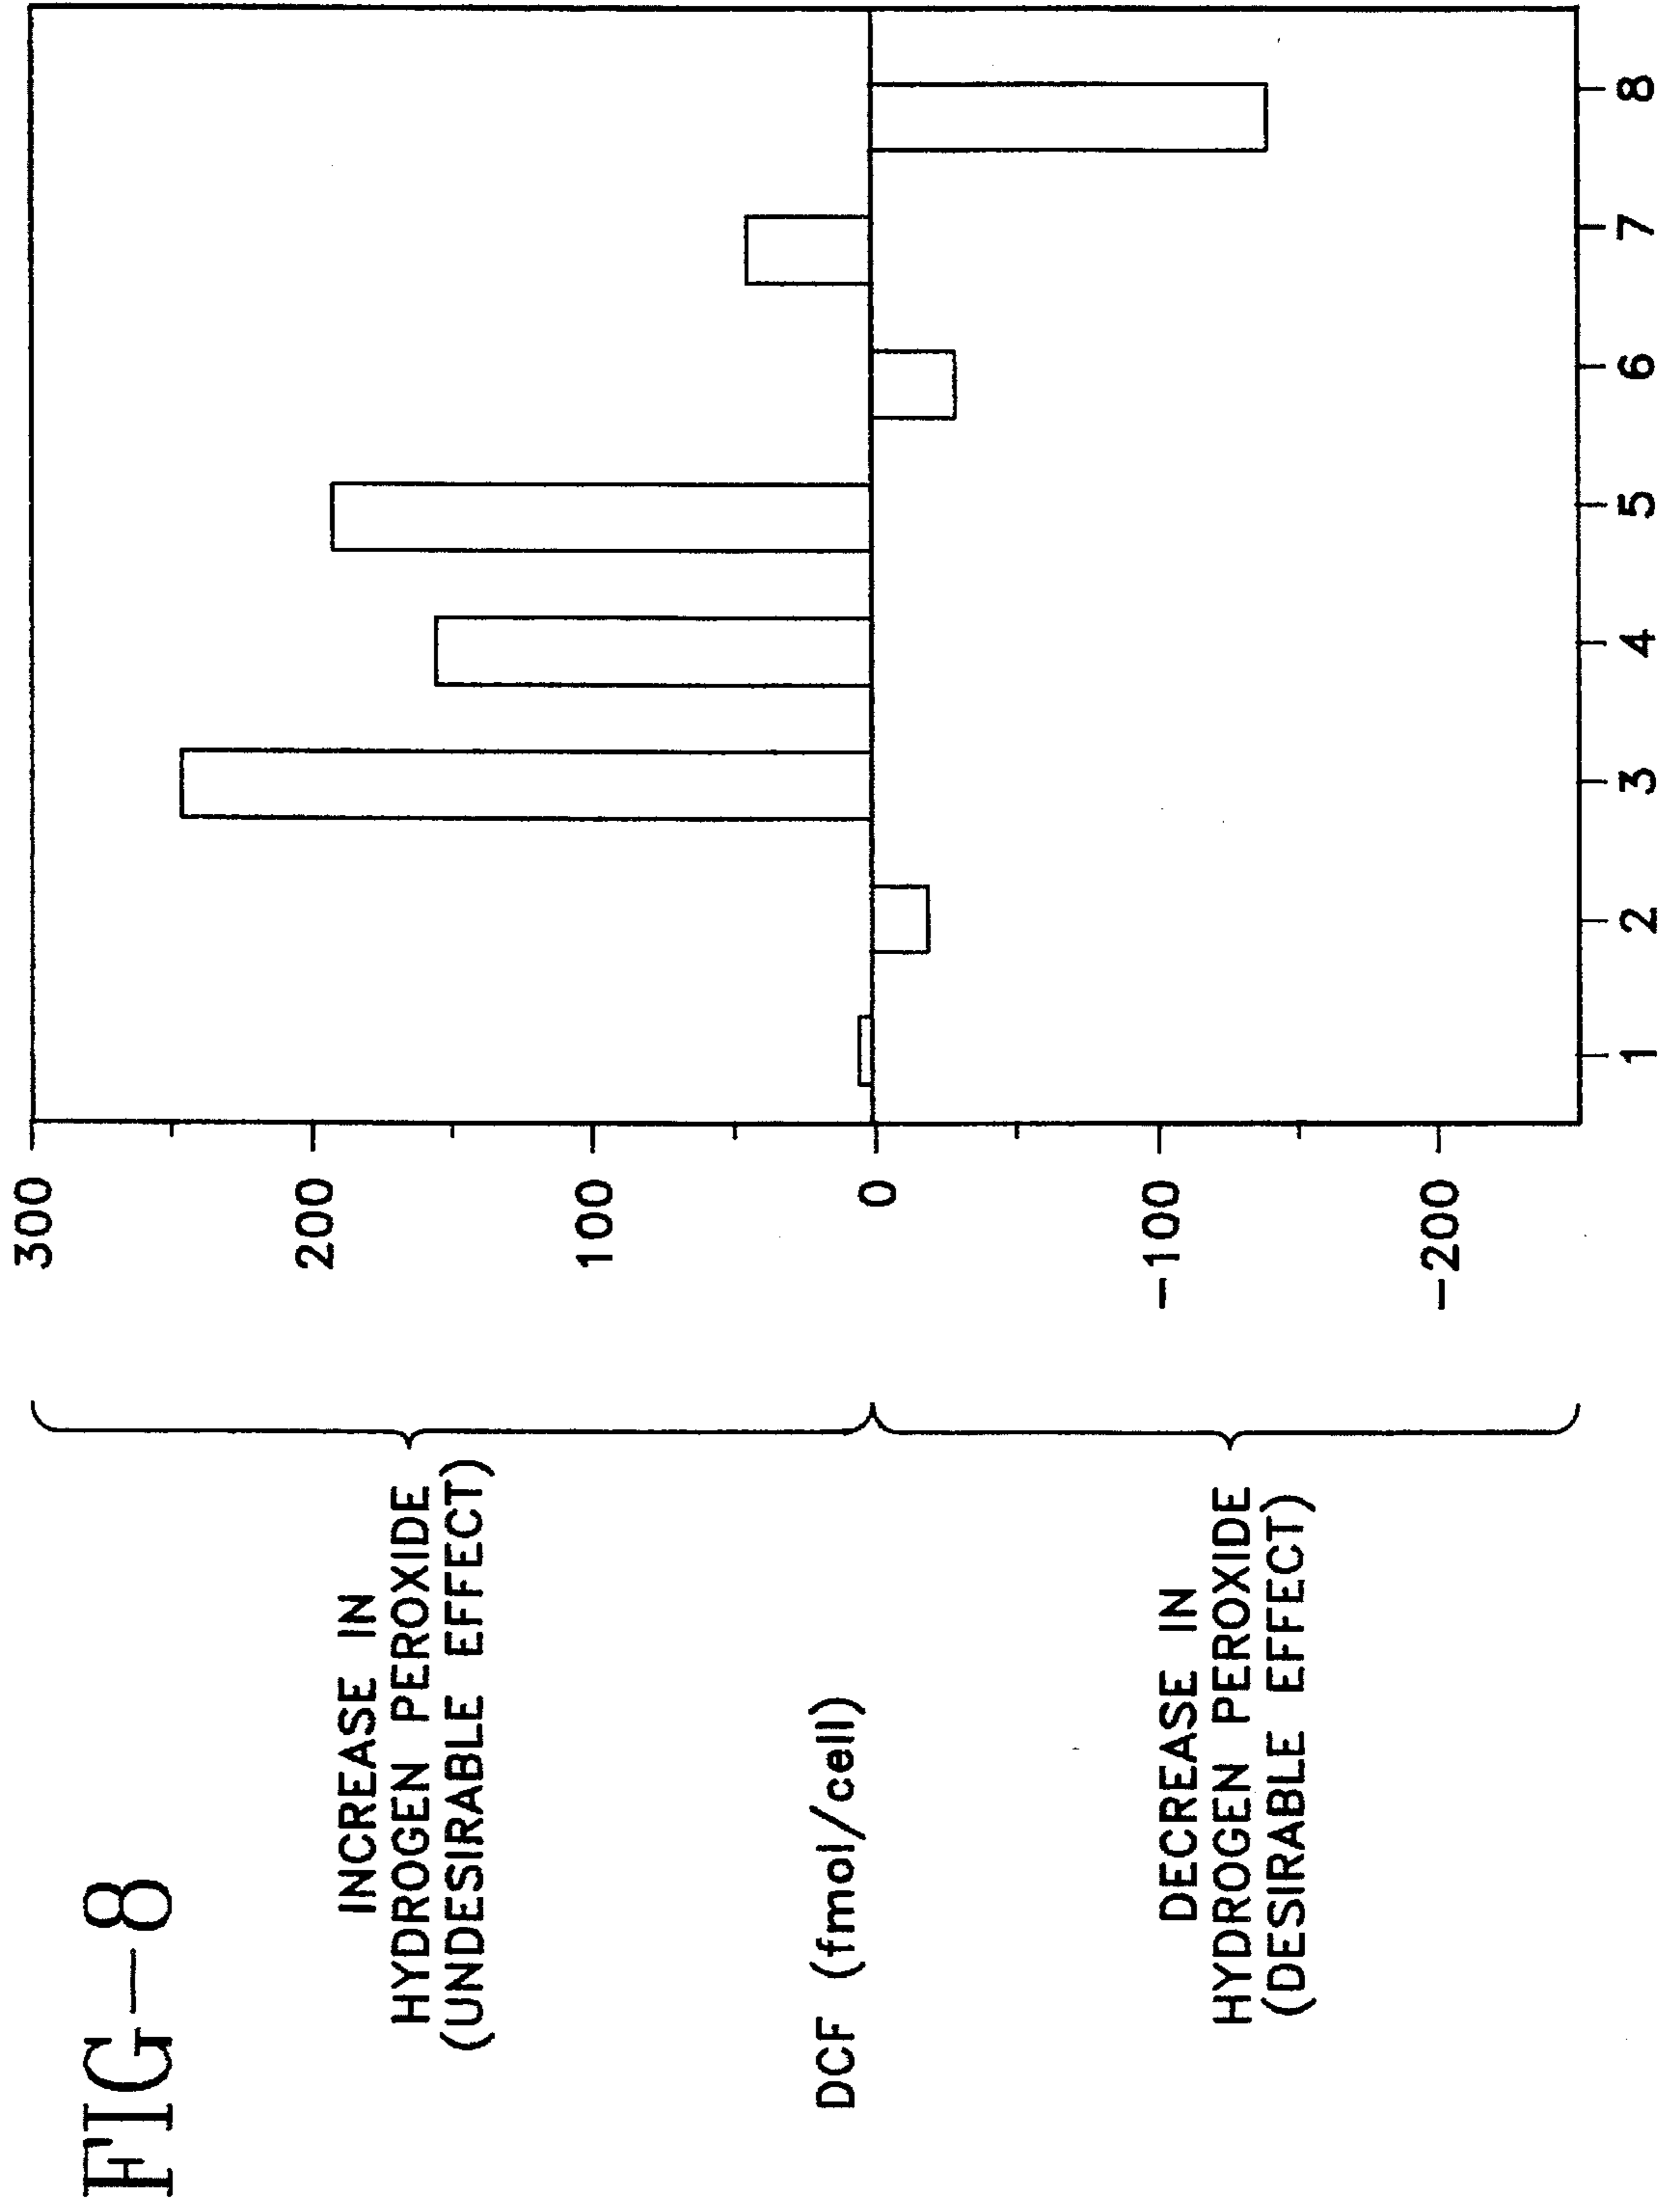 FIG-8
INCREASE IN
HYDROGEN PEROXIDE
(UNDESIRABLE EFFECT)
DCF (fmol/cell)
DECREASE IN
HYDROGEN PEROXIDE
(DESIRABLE EFFECT)
300
200
100
0
-100
-200
1 2 3 4 5 6 7 8